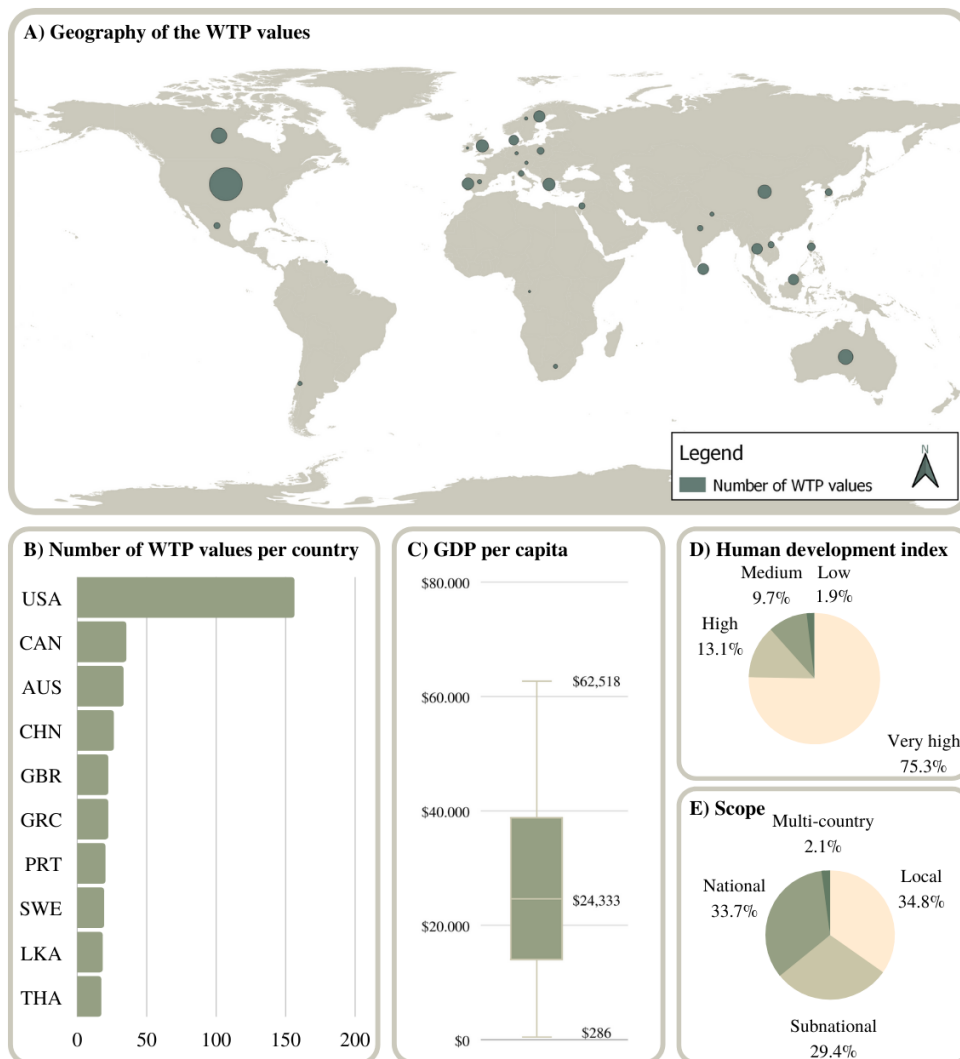 A) Geography of the WTP values
N
Legend
Number of WTP values
B) Number of WTP values per country
USA
CAN
AUS
CHN
GBR
GRC
PRT
SWE
LKA
THA
0 50 100 150 200
C) GDP per capita
$80.000
$62,518
$60.000
$40.000
$24,333
$20.000
$286
$0
D) Human development index
Medium
9.7%
Low
1.9%
High
13.1%
Very high
75.3%
E) Scope
Multi-country
2.1%
National
33.7%
Local
34.8%
Subnational
29.4%